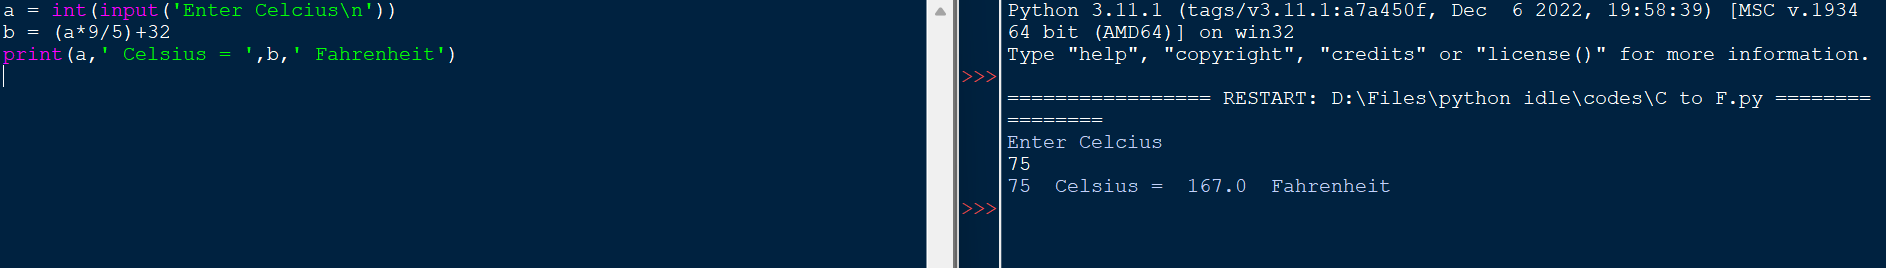 a = int(input('Enter Celcius\n'))
b = (a*9/5)+32
print(a,' Celsius = ',b,' Fahrenheit')
Python 3.11.1 (tags/v3.11.1:a7a450f, Dec  6 2022, 19:58:39) [MSC v.1934
64 bit (AMD64)] on win32
Type "help", "copyright", "credits" or "license()" for more information.
>>>
================= RESTART: D:\Files\python idle\codes\C to F.py ========
========
Enter Celcius
75
75  Celsius =  167.0  Fahrenheit
>>>